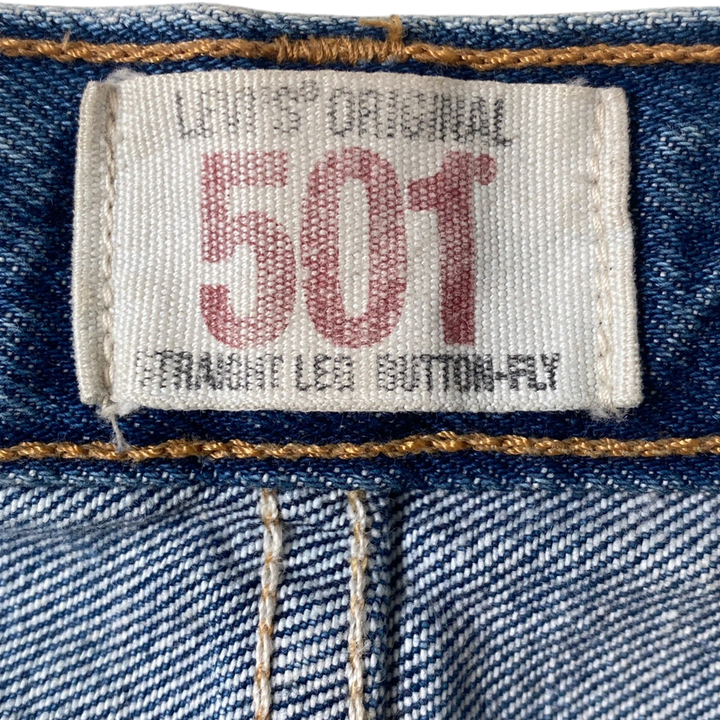 LEVI'S® ORIGINAL
501®
STRAIGHT LEG BUTTON-FLY